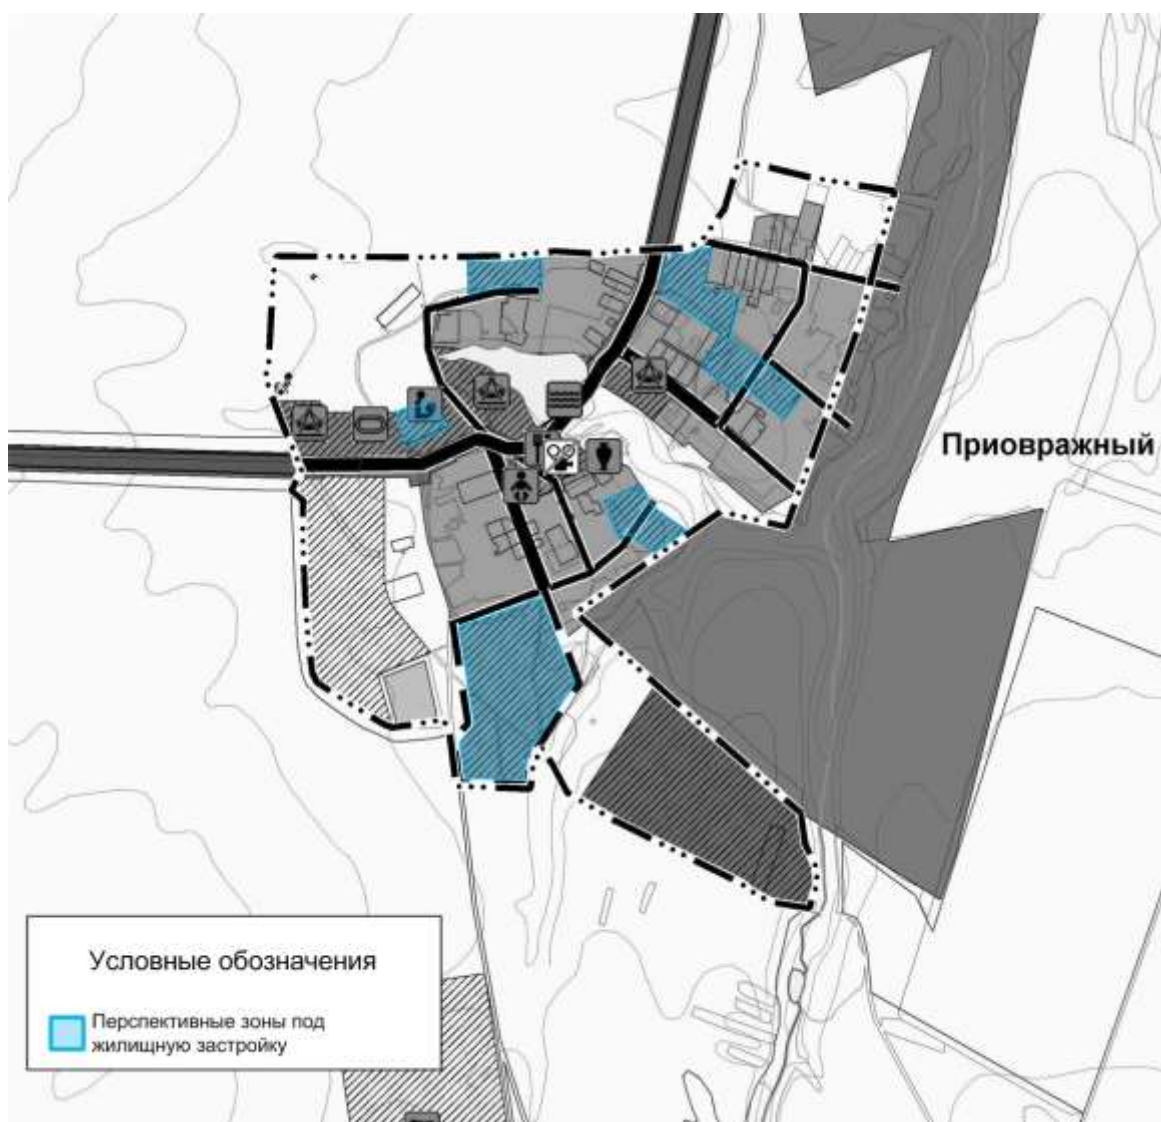 Приовражный
Условные обозначения
Перспективные зоны под
жилищную застройку